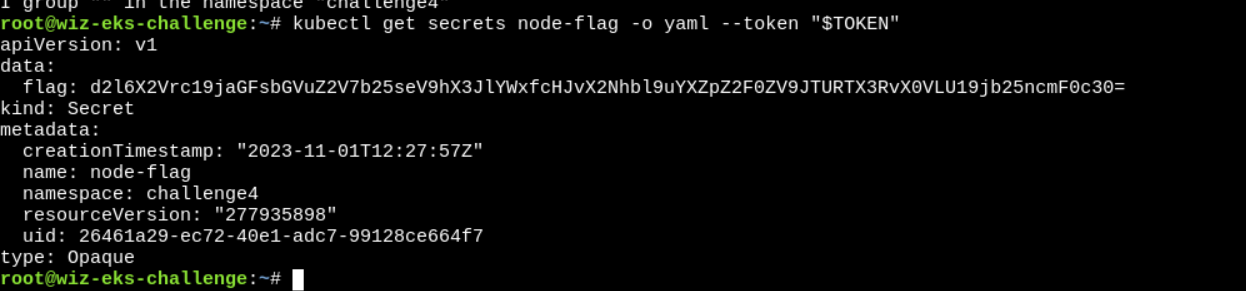 l group "" in the namespace "challenge4"
root@wiz-eks-challenge:~# kubectl get secrets node-flag -o yaml --token "$TOKEN"
apiVersion: v1
data:
  flag: d2l6X2Vrc19jaGFsbGVuZ2V7b25seV9hX3JlYWxfcHJvX2Nhbl9uYXZpZ2F0ZV9JTURTX3RvX0VLU19jb25ncmF0c30=
kind: Secret
metadata:
  creationTimestamp: "2023-11-01T12:27:57Z"
  name: node-flag
  namespace: challenge4
  resourceVersion: "277935898"
  uid: 26461a29-ec72-40e1-adc7-99128ce664f7
type: Opaque
root@wiz-eks-challenge:~#